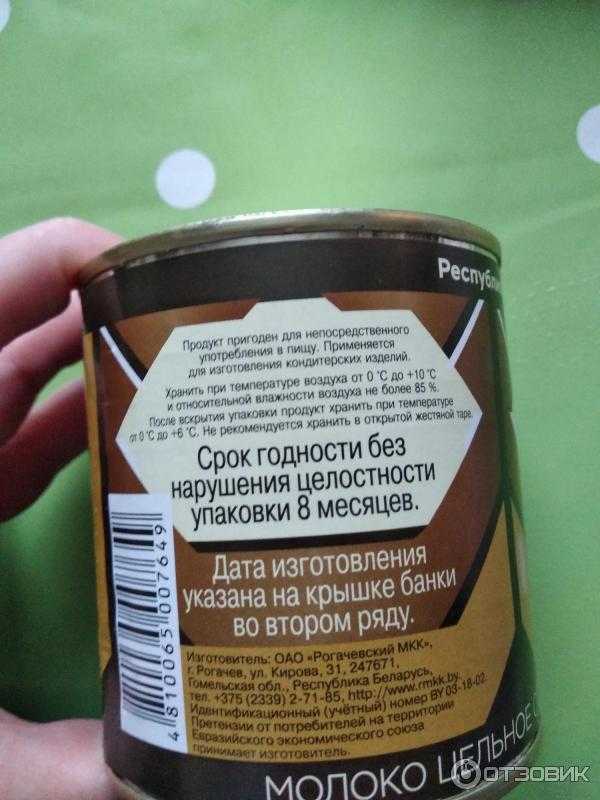 Республи
Продукт пригоден для непосредственного
употребления в пищу. Применяется
для изготовления кондитерских изделий.
Хранить при температуре воздуха от 0 °С до +10 °С
и относительной влажности воздуха не более 85 %.
После вскрытия упаковки продукт хранить при температуре
от 0 °С до +6 °С. Не рекомендуется хранить в открытой жестяной таре.
Срок годности без
нарушения целостности
упаковки 8 месяцев.
Дата изготовления
указана на крышке банки
во втором ряду.
4 810065 007649
Изготовитель: ОАО «Рогачевский МКК»,
г. Рогачев, ул. Кирова, 31, 247671,
Гомельская обл., Республика Беларусь,
тел. +375 (2339) 2-71-85, http://www.rmkk.by.
Идентификационный (учётный) номер BY 03-18-02.
Претензии от потребителей на территории
Евразийского экономического союза
принимает изготовитель.
МОЛОКО ЦЕЛЬНОЕ С
ОТЗОВИК